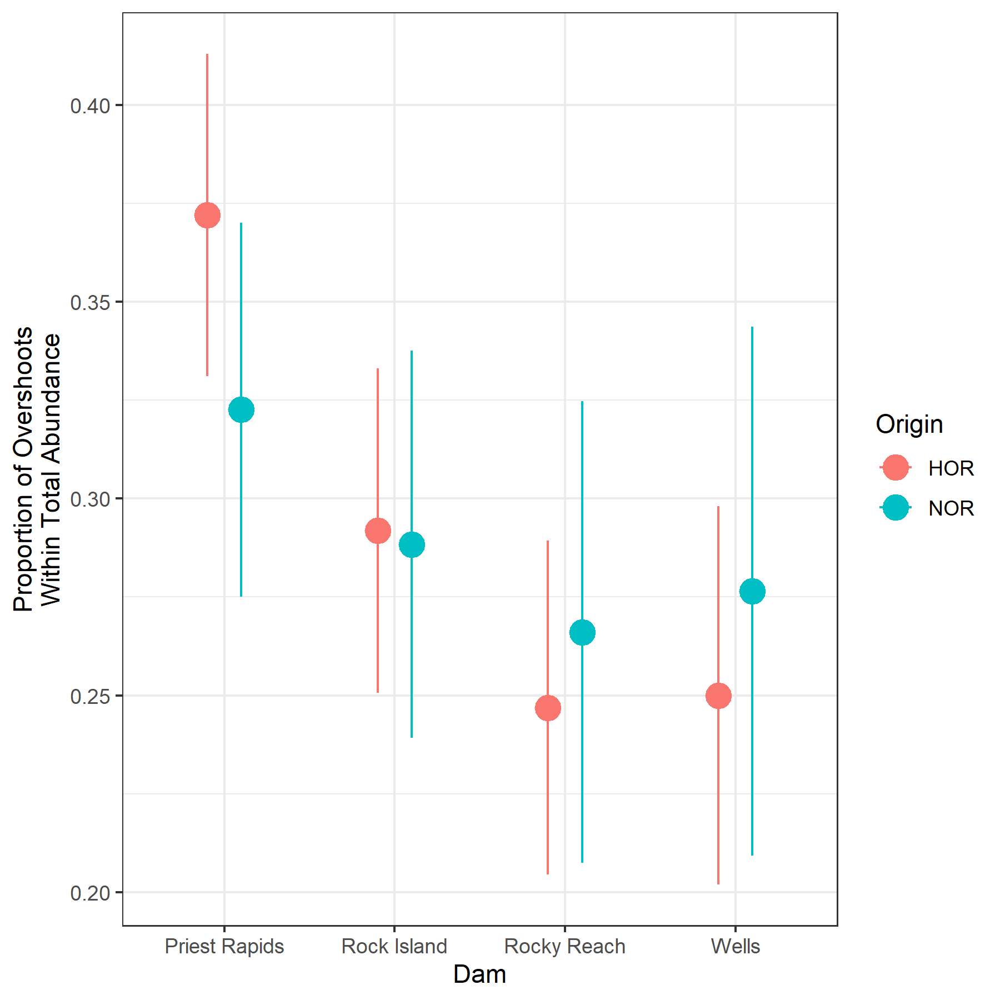 Proportion of Overshoots
Within Total Abundance
0.40
0.35
0.30
0.25
0.20
Priest Rapids
Rock Island
Rocky Reach
Wells
Dam
Origin
HOR
NOR